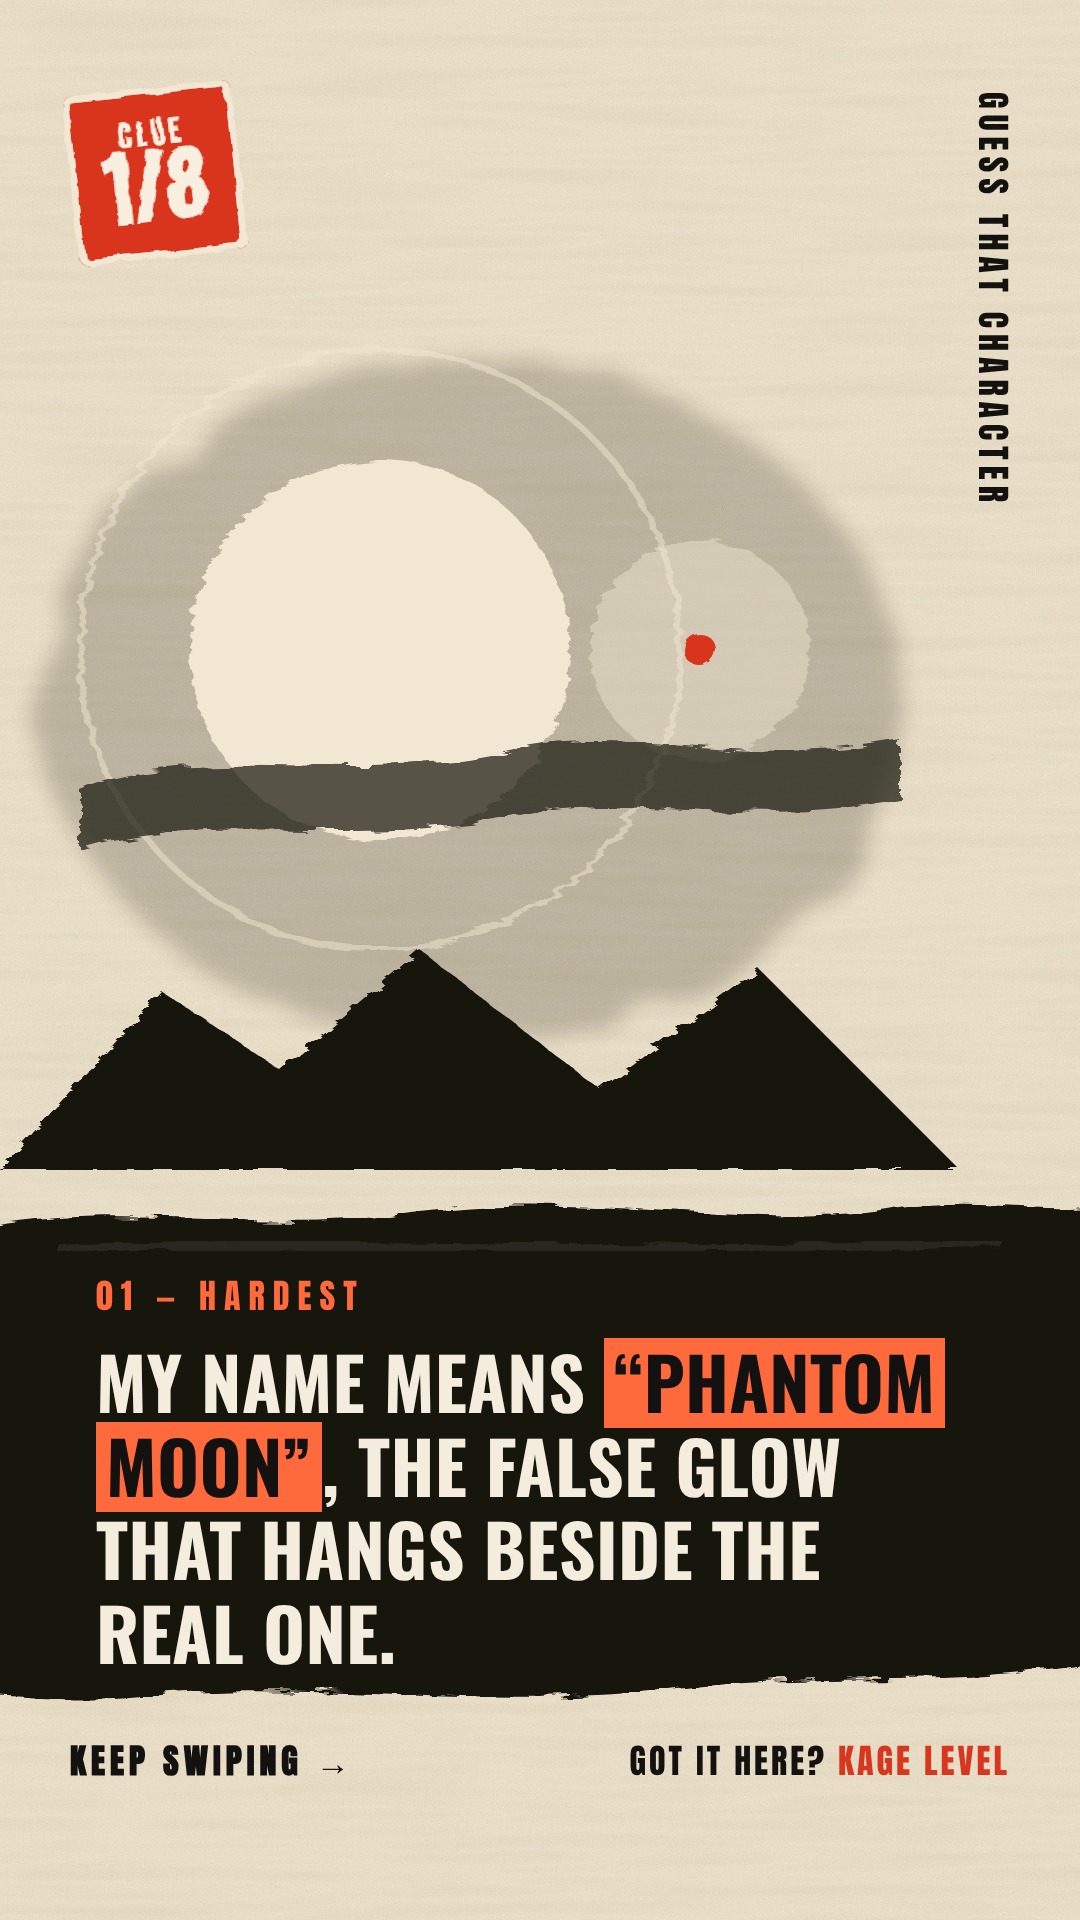 CLUE
1/8
GUESS THAT CHARACTER
01 – HARDEST
MY NAME MEANS “PHANTOM
MOON”, THE FALSE GLOW
THAT HANGS BESIDE THE
REAL ONE.
KEEP SWIPING →
GOT IT HERE? KAGE LEVEL